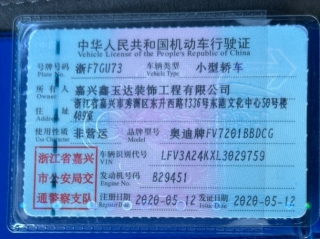 中华人民共和国机动车行驶证
Vehicle License of the People's Republic of China
号牌号码 浙F7GU73 车辆类型 小型轿车
Plate No. Vehicle Type
所有人 嘉兴鑫玉达装饰工程有限公司
Owner
住址 浙江省嘉兴市秀洲区东升西路1336号东港文化中心50号楼
Address 409室
使用性质 非营运 品牌型号 奥迪牌FV7201BBDCG
Use Character Model
浙江省嘉兴
市公安局交
通警察支队
车辆识别代号 LFV3A24KXL3029759
VIN
发动机号码 B29451
Engine No.
注册日期 2020-05-12 发证日期 2020-05-12
Register Date Issue Date